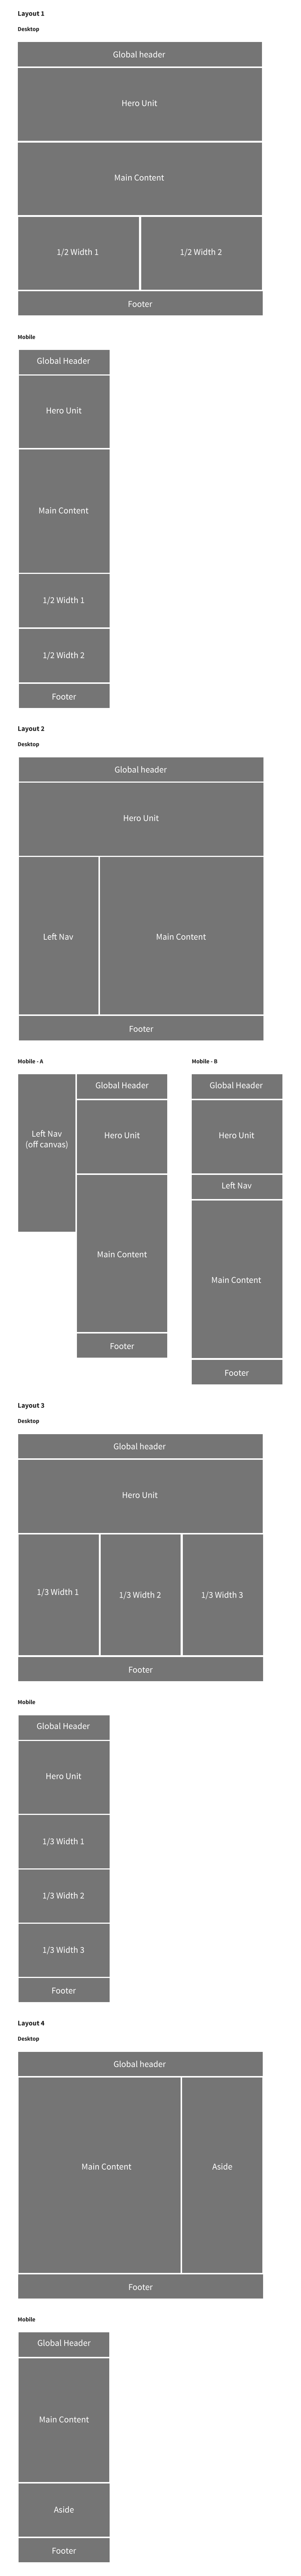 Layout 1
Desktop
Global header
Hero Unit
Main Content
1/2 Width 1
1/2 Width 2
Footer
Mobile
Global Header
Hero Unit
Main Content
1/2 Width 1
1/2 Width 2
Footer
Layout 2
Desktop
Global header
Hero Unit
Left Nav
Main Content
Footer
Mobile - A
Left Nav
(off canvas)
Global Header
Hero Unit
Main Content
Footer
Mobile - B
Global Header
Hero Unit
Left Nav
Main Content
Footer
Layout 3
Desktop
Global header
Hero Unit
1/3 Width 1
1/3 Width 2
1/3 Width 3
Footer
Mobile
Global Header
Hero Unit
1/3 Width 1
1/3 Width 2
1/3 Width 3
Footer
Layout 4
Desktop
Global header
Main Content
Aside
Footer
Mobile
Global Header
Main Content
Aside
Footer